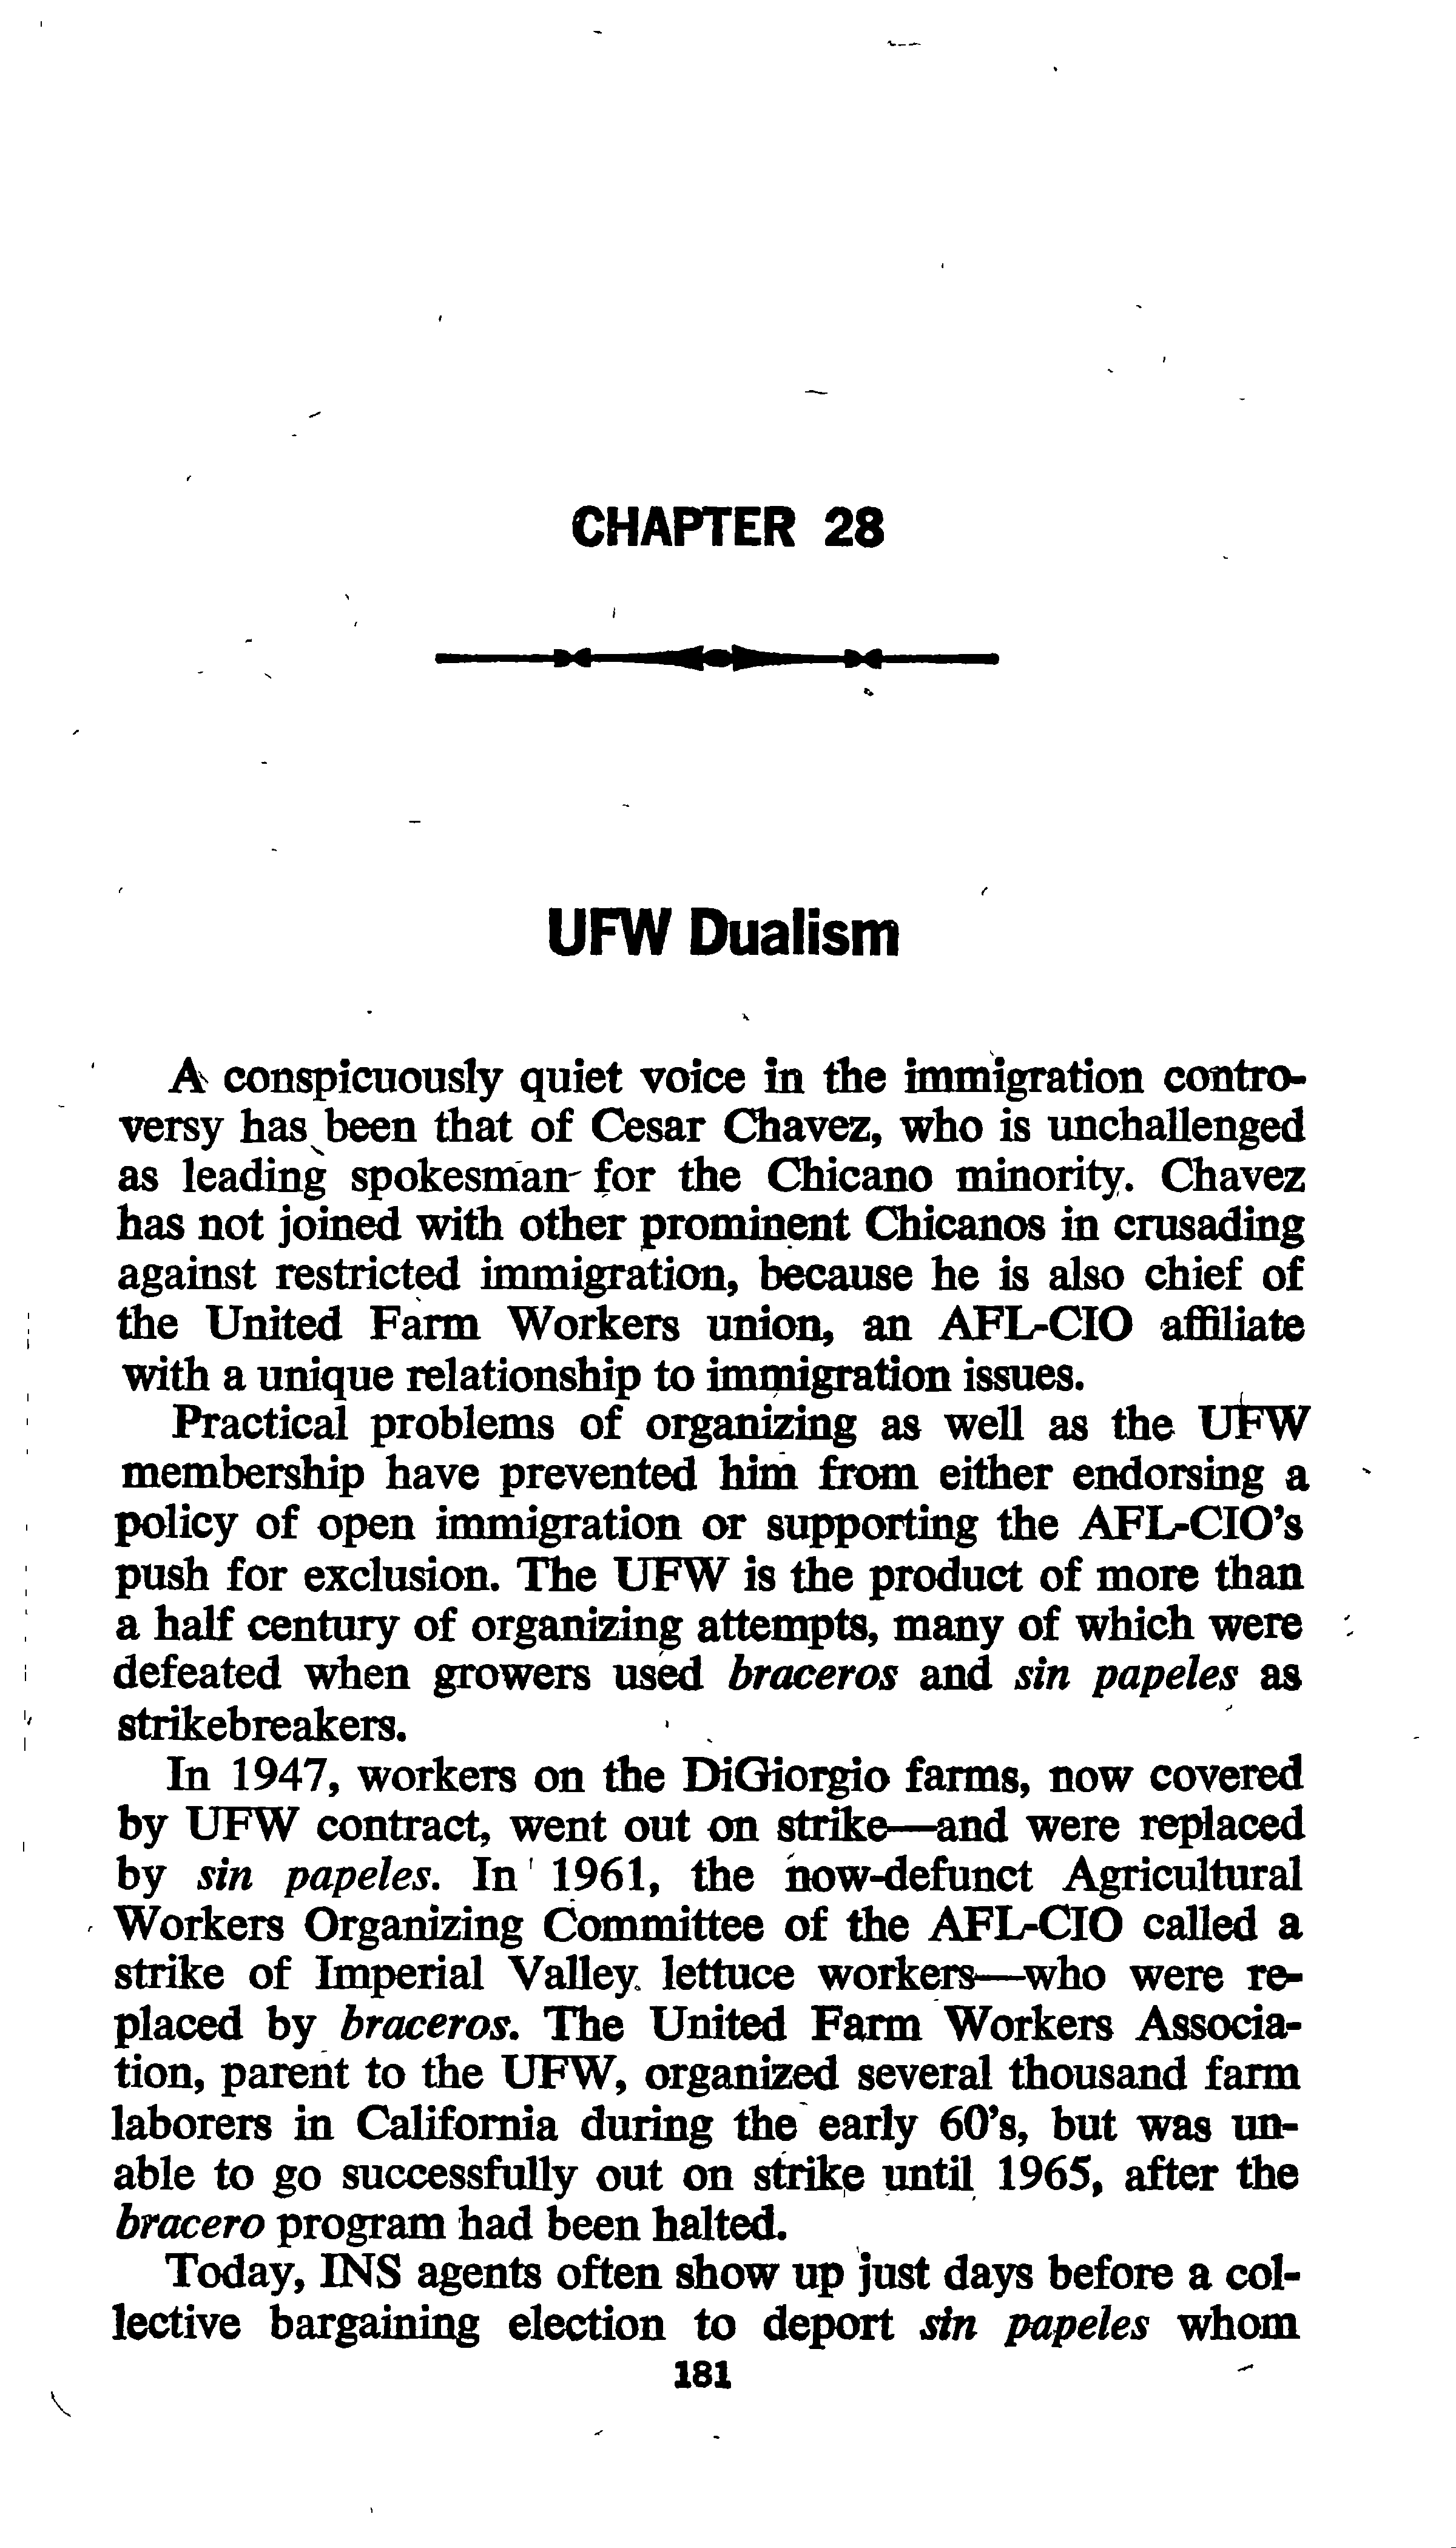 CHAPTER 28
UFW Dualism
A conspicuously quiet voice in the immigration contro-
versy has been that of Cesar Chavez, who is unchallenged
as leading spokesman for the Chicano minority. Chavez
has not joined with other prominent Chicanos in crusading
against restricted immigration, because he is also chief of
the United Farm Workers union, an AFL-CIO affiliate
with a unique relationship to immigration issues.
Practical problems of organizing as well as the UFW
membership have prevented him from either endorsing a
policy of open immigration or supporting the AFL-CIO's
push for exclusion. The UFW is the product of more than
a half century of organizing attempts, many of which were
defeated when growers used braceros and sin papeles as
strikebreakers.
In 1947, workers on the DiGiorgio farms, now covered
by UFW contract, went out on strike—and were replaced
by sin papeles. In 1961, the now-defunct Agricultural
Workers Organizing Committee of the AFL-CIO called a
strike of Imperial Valley lettuce workers—who were re-
placed by braceros. The United Farm Workers Associa-
tion, parent to the UFW, organized several thousand farm
laborers in California during the early 60's, but was un-
able to go successfully out on strike until 1965, after the
bracero program had been halted.
Today, INS agents often show up just days before a col-
lective bargaining election to deport sin papeles whom
181